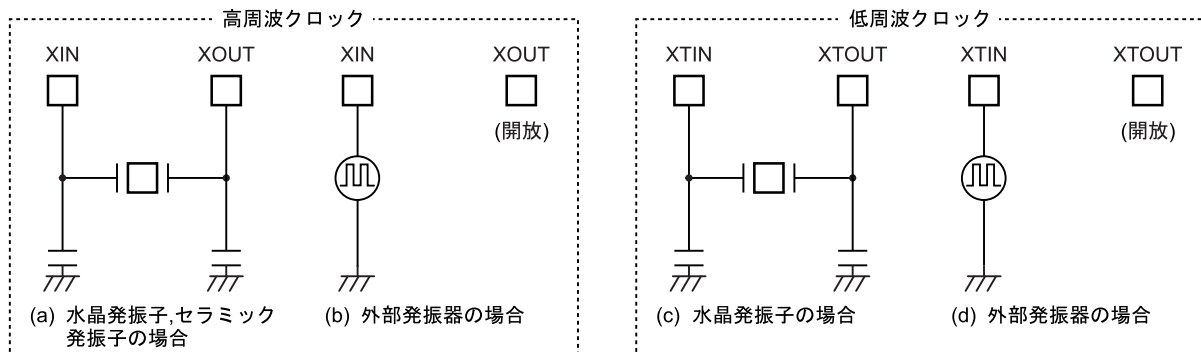 高周波クロック
XIN
XOUT
XIN
XOUT
(開放)
(a) 水晶発振子,セラミック
発振子の場合
(b) 外部発振器の場合
低周波クロック
XTIN
XTOUT
XTIN
XTOUT
(開放)
(c) 水晶発振子の場合
(d) 外部発振器の場合